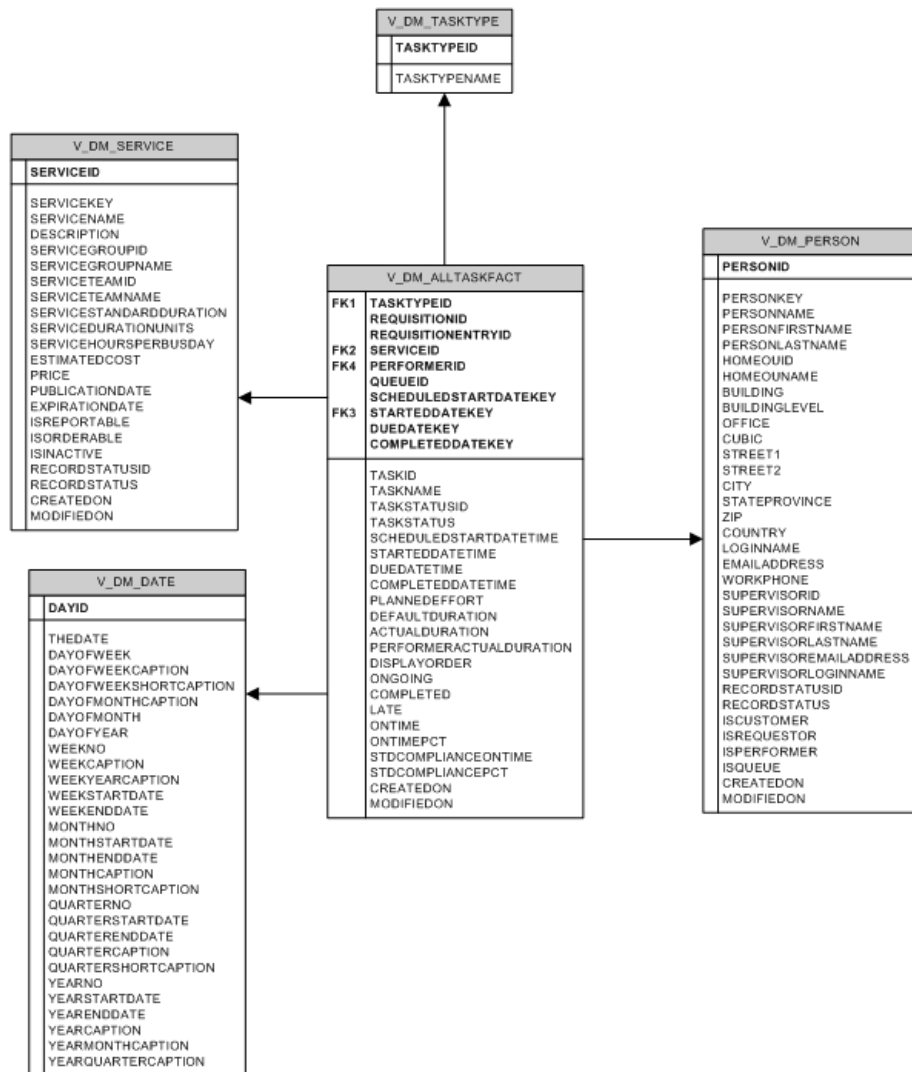 V_DM_TASKTYPE
TASKTYPEID
TASKTYPENAME
V_DM_SERVICE
SERVICEID
SERVICEKEY
SERVICENAME
DESCRIPTION
SERVICEGROUPID
SERVICEGROUPNAME
SERVICETEAMID
SERVICETEAMNAME
SERVICESTANDARDDURATION
SERVICEDURATIONUNITS
SERVICEHOURSPERBUSDAY
ESTIMATEDCOST
PRICE
PUBLICATIONDATE
EXPIRATIONDATE
ISREPORTABLE
ISORDERABLE
ISINACTIVE
RECORDSTATUSID
RECORDSTATUS
CREATEDON
MODIFIEDON
V_DM_ALLTASKFACT
FK1 TASKTYPEID
REQUISITIONID
REQUISITIONENTRYID
FK2 SERVICEID
FK4 PERFORMERID
QUEUEID
SCHEDULEDSTARTDATEKEY
FK3 STARTEDDATEKEY
DUEDATEKEY
COMPLETEDDATEKEY
TASKID
TASKNAME
TASKSTATUSID
TASKSTATUS
SCHEDULEDSTARTDATETIME
STARTEDDATETIME
DUEDATETIME
COMPLETEDDATETIME
PLANNEDEFFORT
DEFAULTDURATION
ACTUALDURATION
PERFORMERACTUALDURATION
DISPLAYORDER
ONGOING
COMPLETED
LATE
ONTIME
ONTIMEPCT
STDCOMPLIANCEONTIME
STDCOMPLIANCEPCT
CREATEDON
MODIFIEDON
V_DM_PERSON
PERSONID
PERSONKEY
PERSONNAME
PERSONFIRSTNAME
PERSONLASTNAME
HOMEOUID
HOMEOUNAME
BUILDING
BUILDINGLEVEL
OFFICE
CUBIC
STREET1
STREET2
CITY
STATEPROVINCE
ZIP
COUNTRY
LOGINNAME
EMAILADDRESS
WORKPHONE
SUPERVISORID
SUPERVISORNAME
SUPERVISORFIRSTNAME
SUPERVISORLASTNAME
SUPERVISOREMAILADDRESS
SUPERVISORLOGINNAME
RECORDSTATUSID
RECORDSTATUS
ISCUSTOMER
ISREQUESTOR
ISPERFORMER
ISQUEUE
CREATEDON
MODIFIEDON
V_DM_DATE
DAYID
THEDATE
DAYOFWEEK
DAYOFWEEKCAPTION
DAYOFWEEKSHORTCAPTION
DAYOFMONTHCAPTION
DAYOFMONTH
DAYOFYEAR
WEEKNO
WEEKCAPTION
WEEKYEARCAPTION
WEEKSTARTDATE
WEEKENDDATE
MONTHNO
MONTHSTARTDATE
MONTHENDDATE
MONTHCAPTION
MONTHSHORTCAPTION
QUARTERNO
QUARTERSTARTDATE
QUARTERENDDATE
QUARTERCAPTION
QUARTERSHORTCAPTION
YEARNO
YEARSTARTDATE
YEARENDDATE
YEARCAPTION
YEARMONTHCAPTION
YEARQUARTERCAPTION